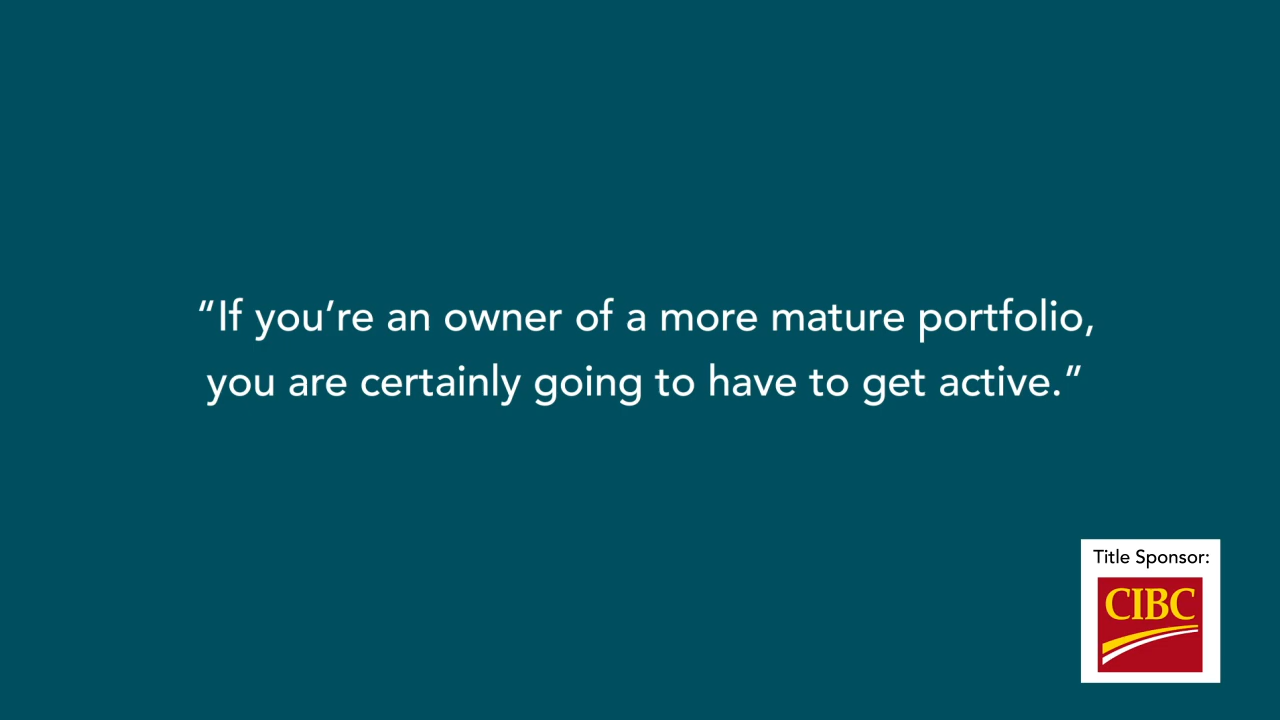 “If you’re an owner of a more mature portfolio,
you are certainly going to have to get active.”
Title Sponsor:
CIBC